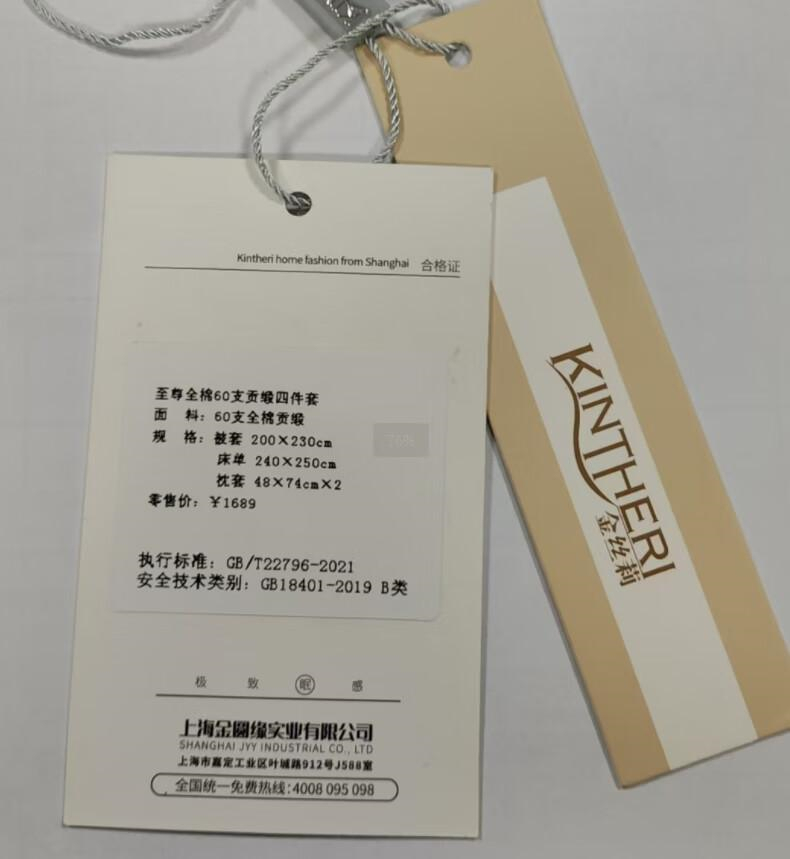 Kintheri home fashion from Shanghai 合格证
至尊全棉60支贡缎四件套
面 料：60支全棉贡缎
规 格：被套 200×230cm
床单 240×250cm
枕套 48×74cm×2
零售价：￥1689
执行标准：GB/T22796-2021
安全技术类别：GB18401-2019 B类
极 致 眠 感
上海金圆缘实业有限公司
SHANGHAI JYY INDUSTRIAL CO., LTD
上海市嘉定工业区叶城路912号J588室
全国统一免费热线:4008 095 098
KINTHERI
金丝莉
76%